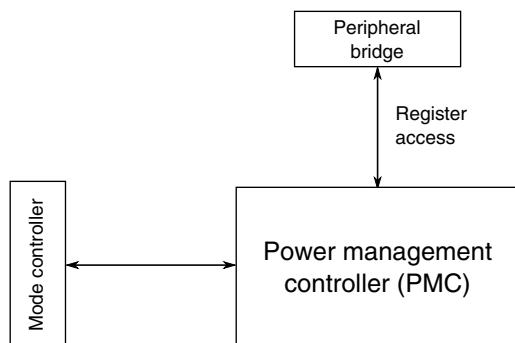 Peripheral
bridge
Register
access
Mode controller
Power management
controller (PMC)